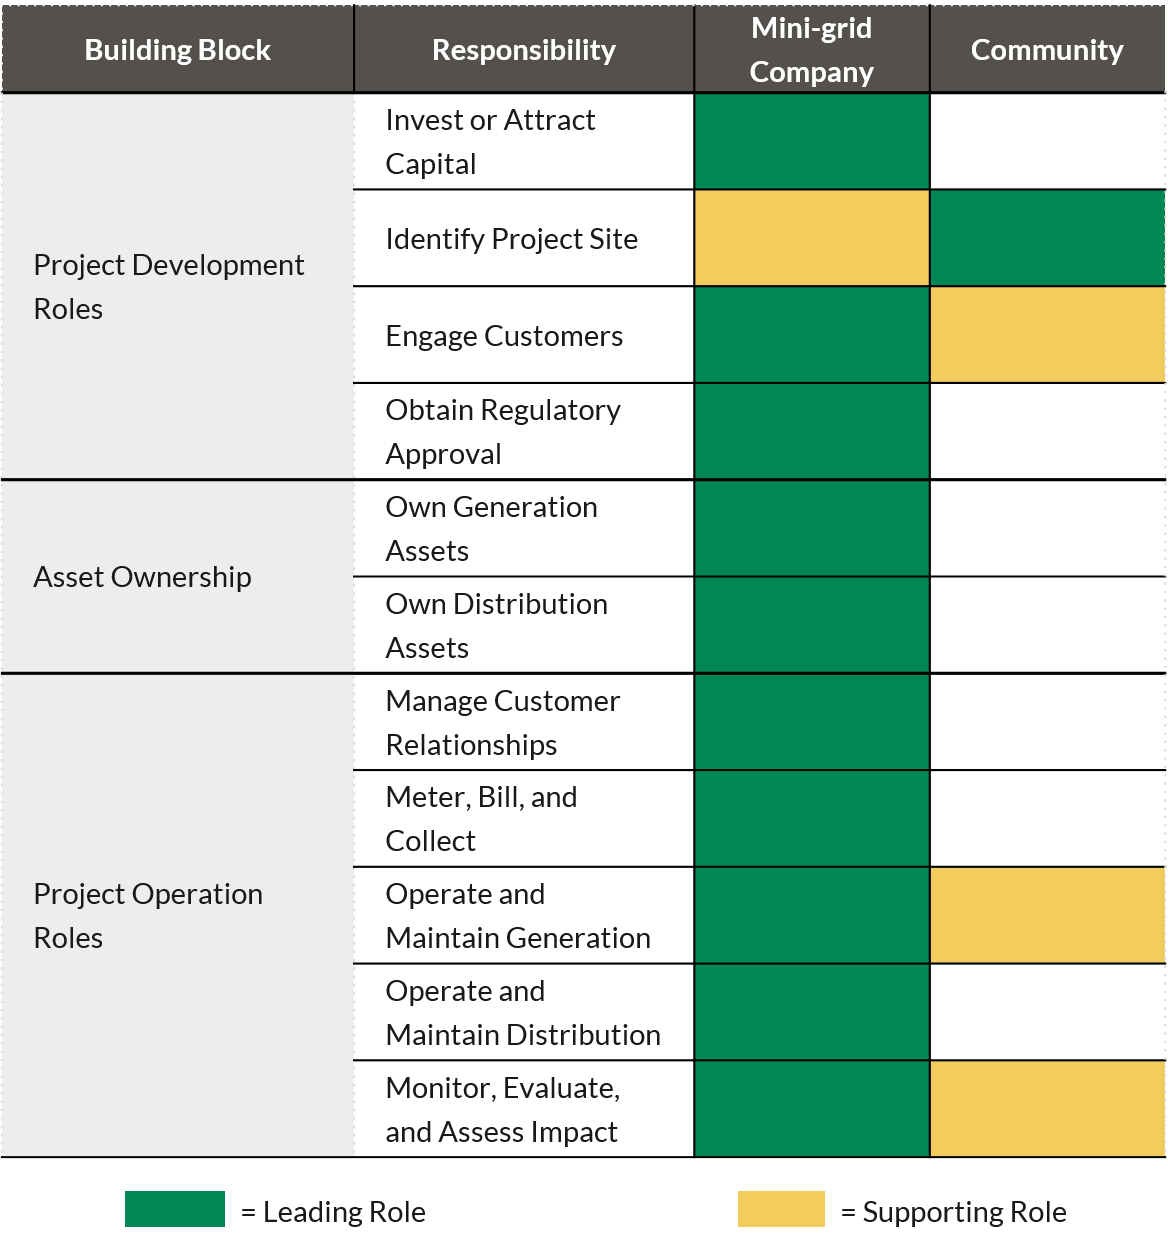 Building Block
Responsibility
Mini-grid
Company
Community
Project Development
Roles
Invest or Attract
Capital
Identify Project Site
Engage Customers
Obtain Regulatory
Approval
Asset Ownership
Own Generation
Assets
Own Distribution
Assets
Project Operation
Roles
Manage Customer
Relationships
Meter, Bill, and
Collect
Operate and
Maintain Generation
Operate and
Maintain Distribution
Monitor, Evaluate,
and Assess Impact
= Leading Role
= Supporting Role